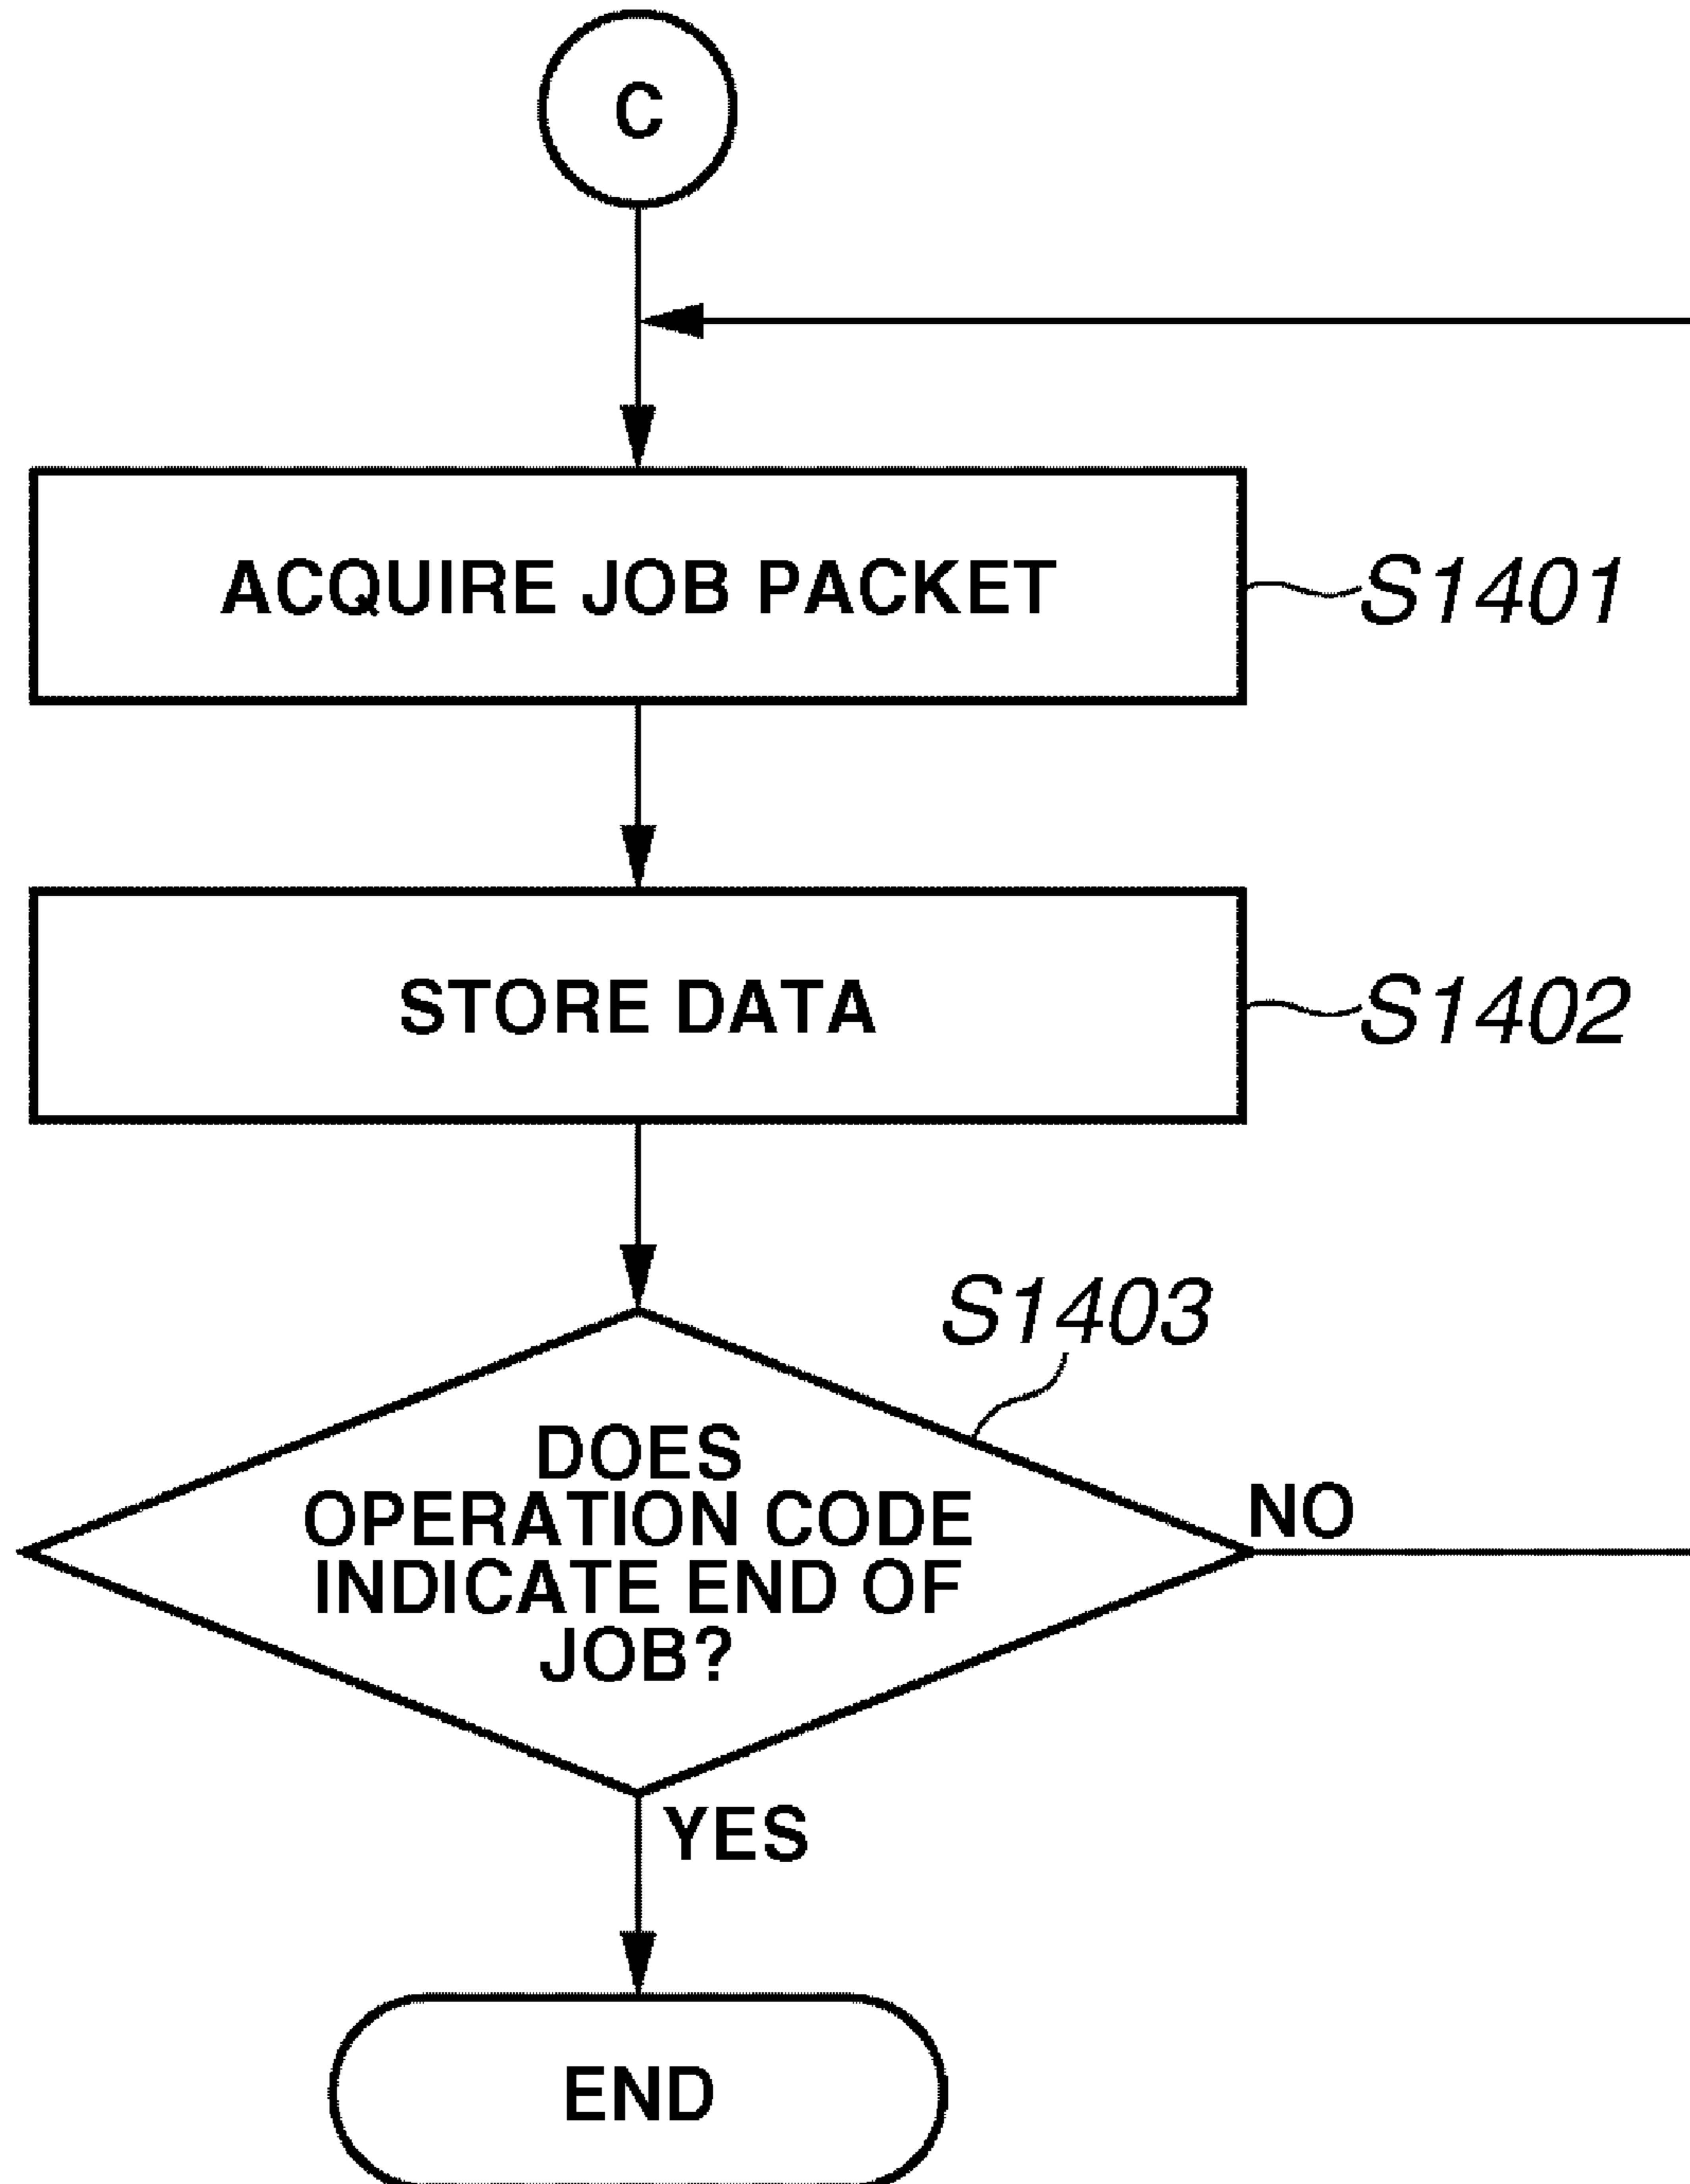 C
ACQUIRE JOB PACKET
S1401
STORE DATA
S1402
S1403
DOES
OPERATION CODE
INDICATE END OF
JOB?
NO
YES
END